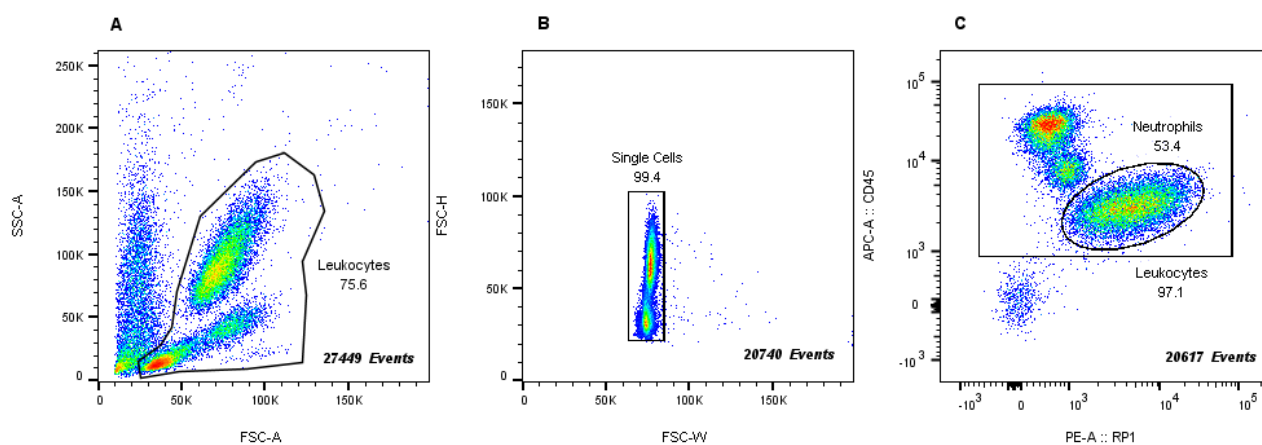 A
SSC-A
250K
200K
150K
100K
50K
0
0
50K
100K
150K
FSC-A
Leukocytes
75.6
27449 Events
B
FSC-H
150K
100K
50K
0
0
50K
100K
150K
FSC-W
Single Cells
99.4
20740 Events
C
APC-A :: CD45
10^5
10^4
10^3
0
-10^3
-10^3
0
10^3
10^4
10^5
PE-A :: RP1
Neutrophils
53.4
Leukocytes
97.1
20617 Events